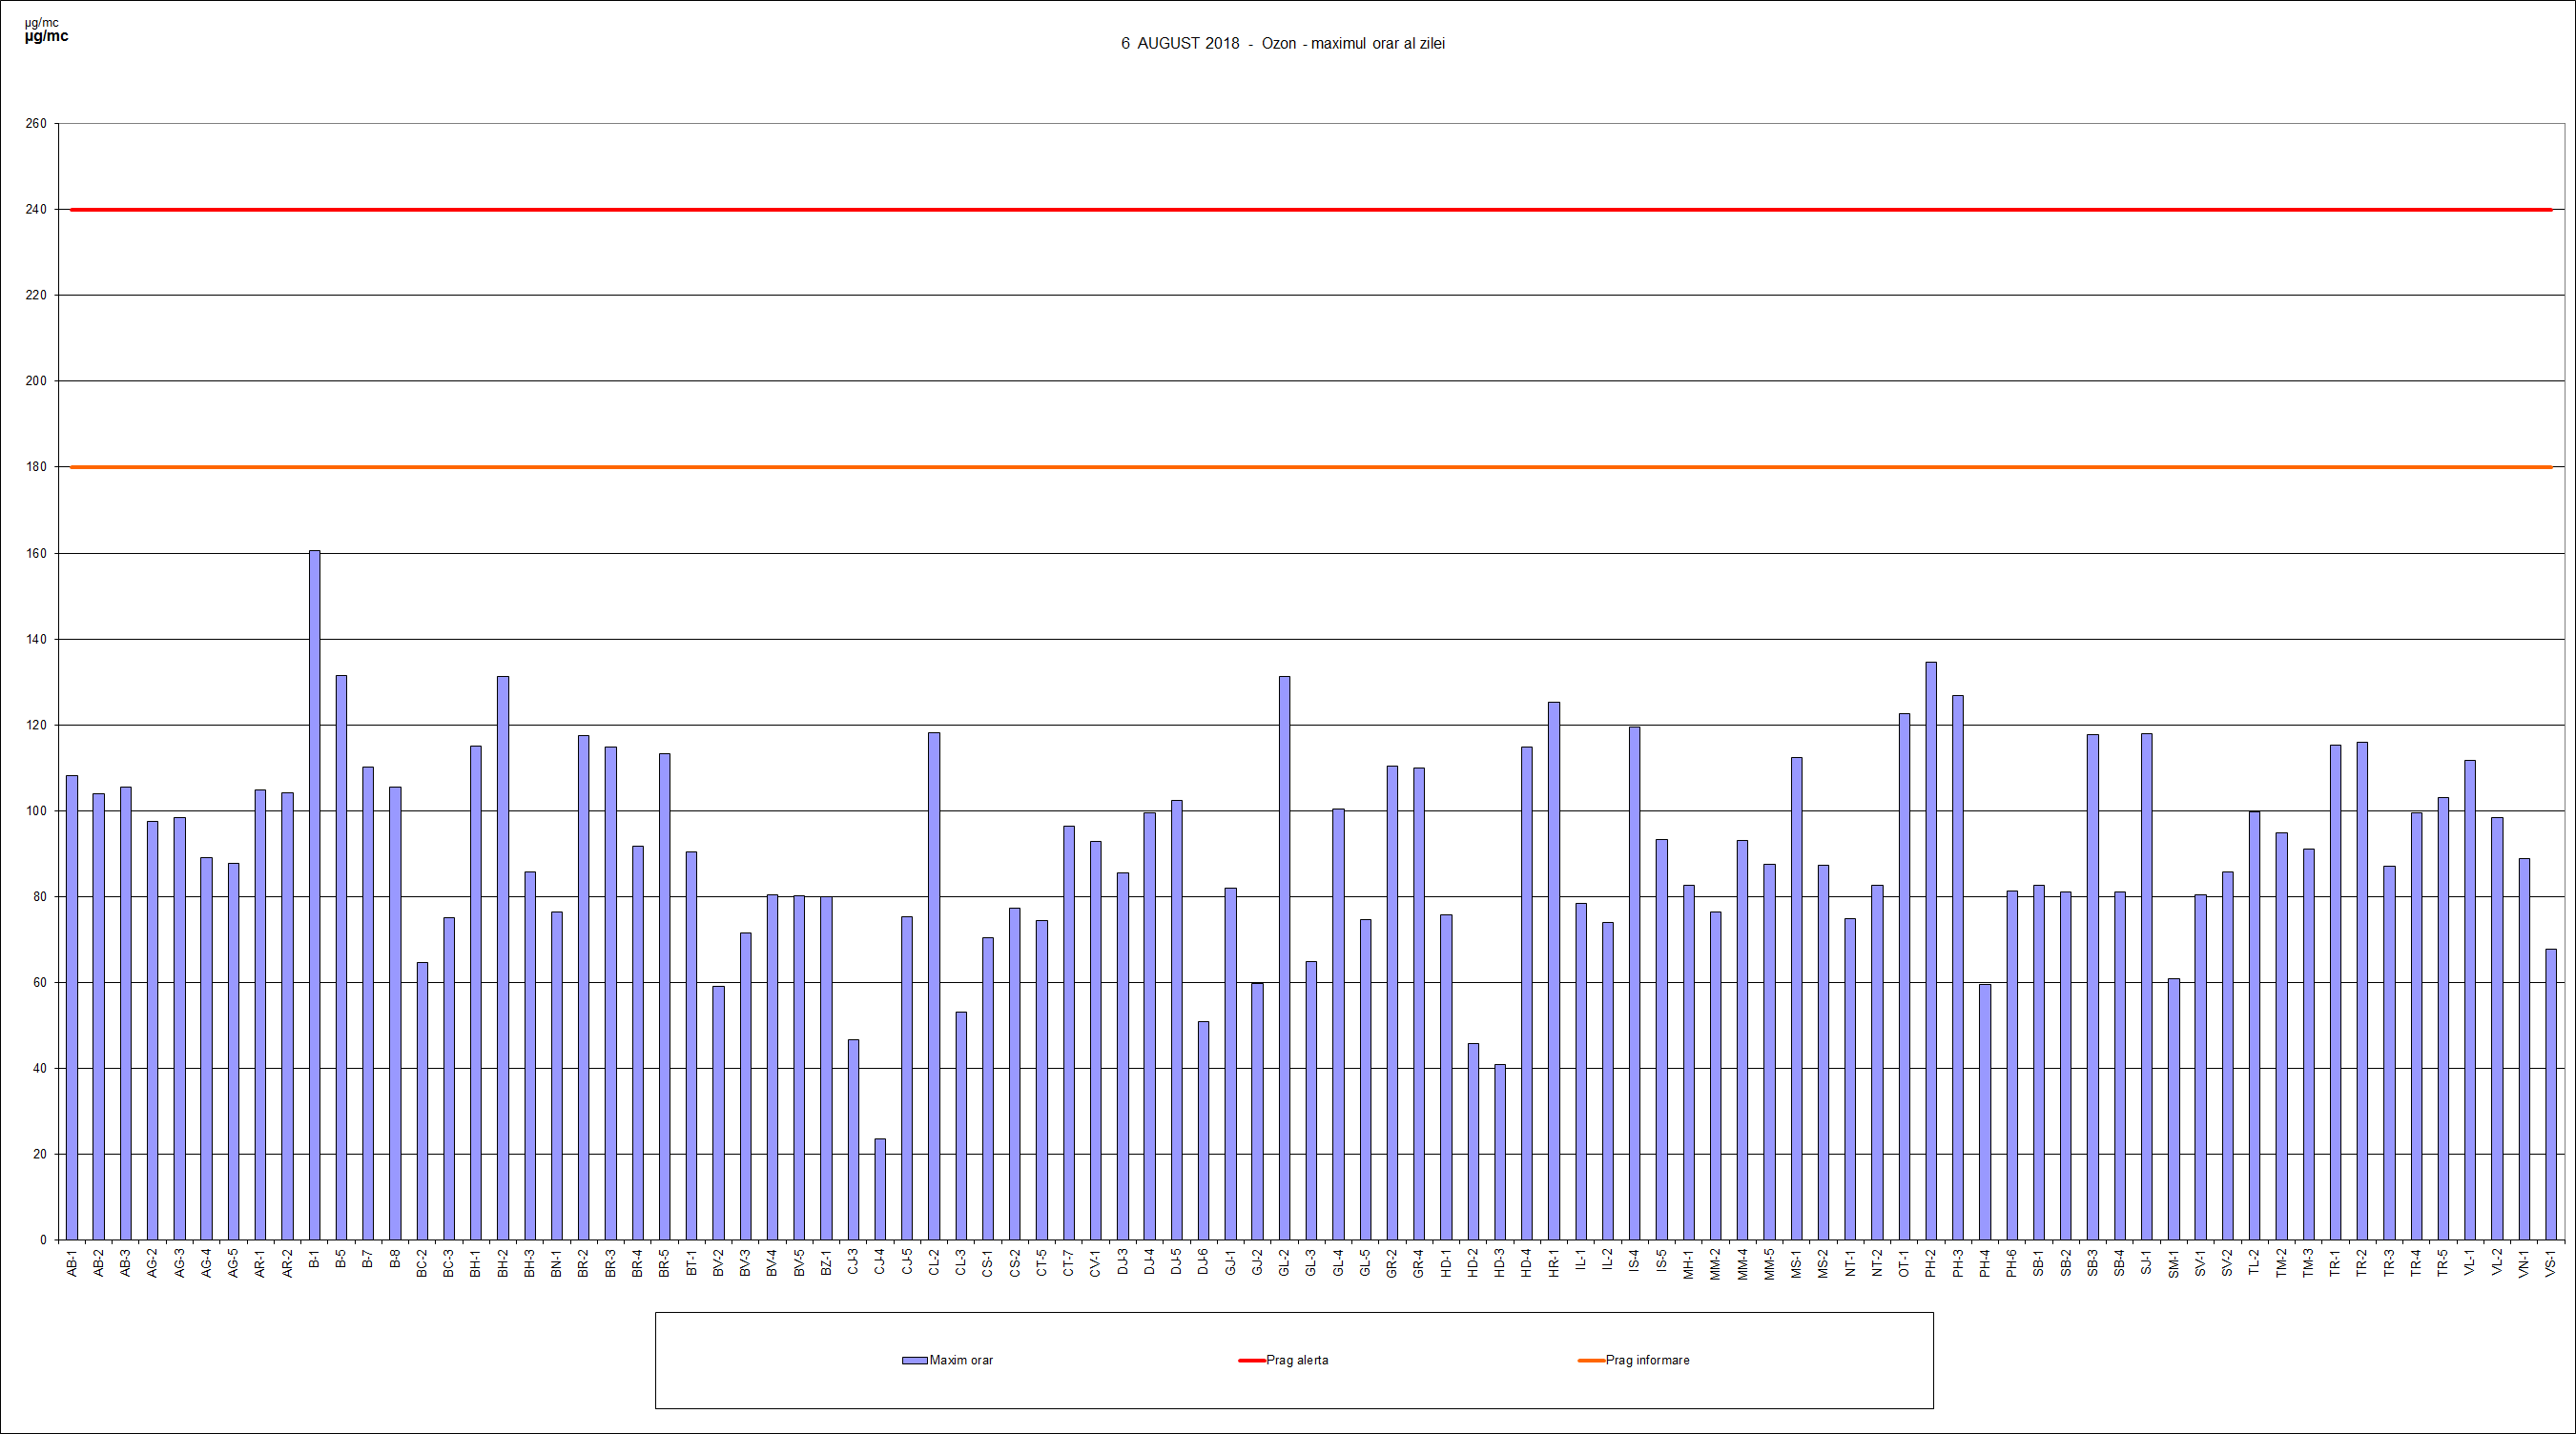 µg/mc
µg/mc
6 AUGUST 2018 - Ozon - maximul orar al zilei
260
240
220
200
180
160
140
120
100
80
60
40
20
0
AB-1 AB-2 AB-3 AG-2 AG-3 AG-4 AG-5 AR-1 AR-2 B-1 B-5 B-7 B-8 BC-2 BC-3 BH-1 BH-2 BH-3 BN-1 BR-2 BR-3 BR-4 BR-5 BT-1 BV-2 BV-3 BV-4 BV-5 BZ-1 CJ-3 CJ-4 CJ-5 CL-2 CL-3 CS-1 CS-2 CT-5 CT-7 CV-1 DJ-3 DJ-4 DJ-5 DJ-6 GJ-1 GJ-2 GL-2 GL-3 GL-4 GL-5 GR-2 GR-4 HD-1 HD-2 HD-3 HD-4 HR-1 IL-1 IL-2 IS-4 IS-5 MH-1 MM-2 MM-4 MM-5 MS-1 MS-2 NT-1 NT-2 OT-1 PH-2 PH-3 PH-4 PH-6 SB-1 SB-2 SB-3 SB-4 SJ-1 SM-1 SV-1 SV-2 TL-2 TM-2 TM-3 TR-1 TR-2 TR-3 TR-4 TR-5 VL-1 VL-2 VN-1 VS-1
Maxim orar Prag alerta Prag informare